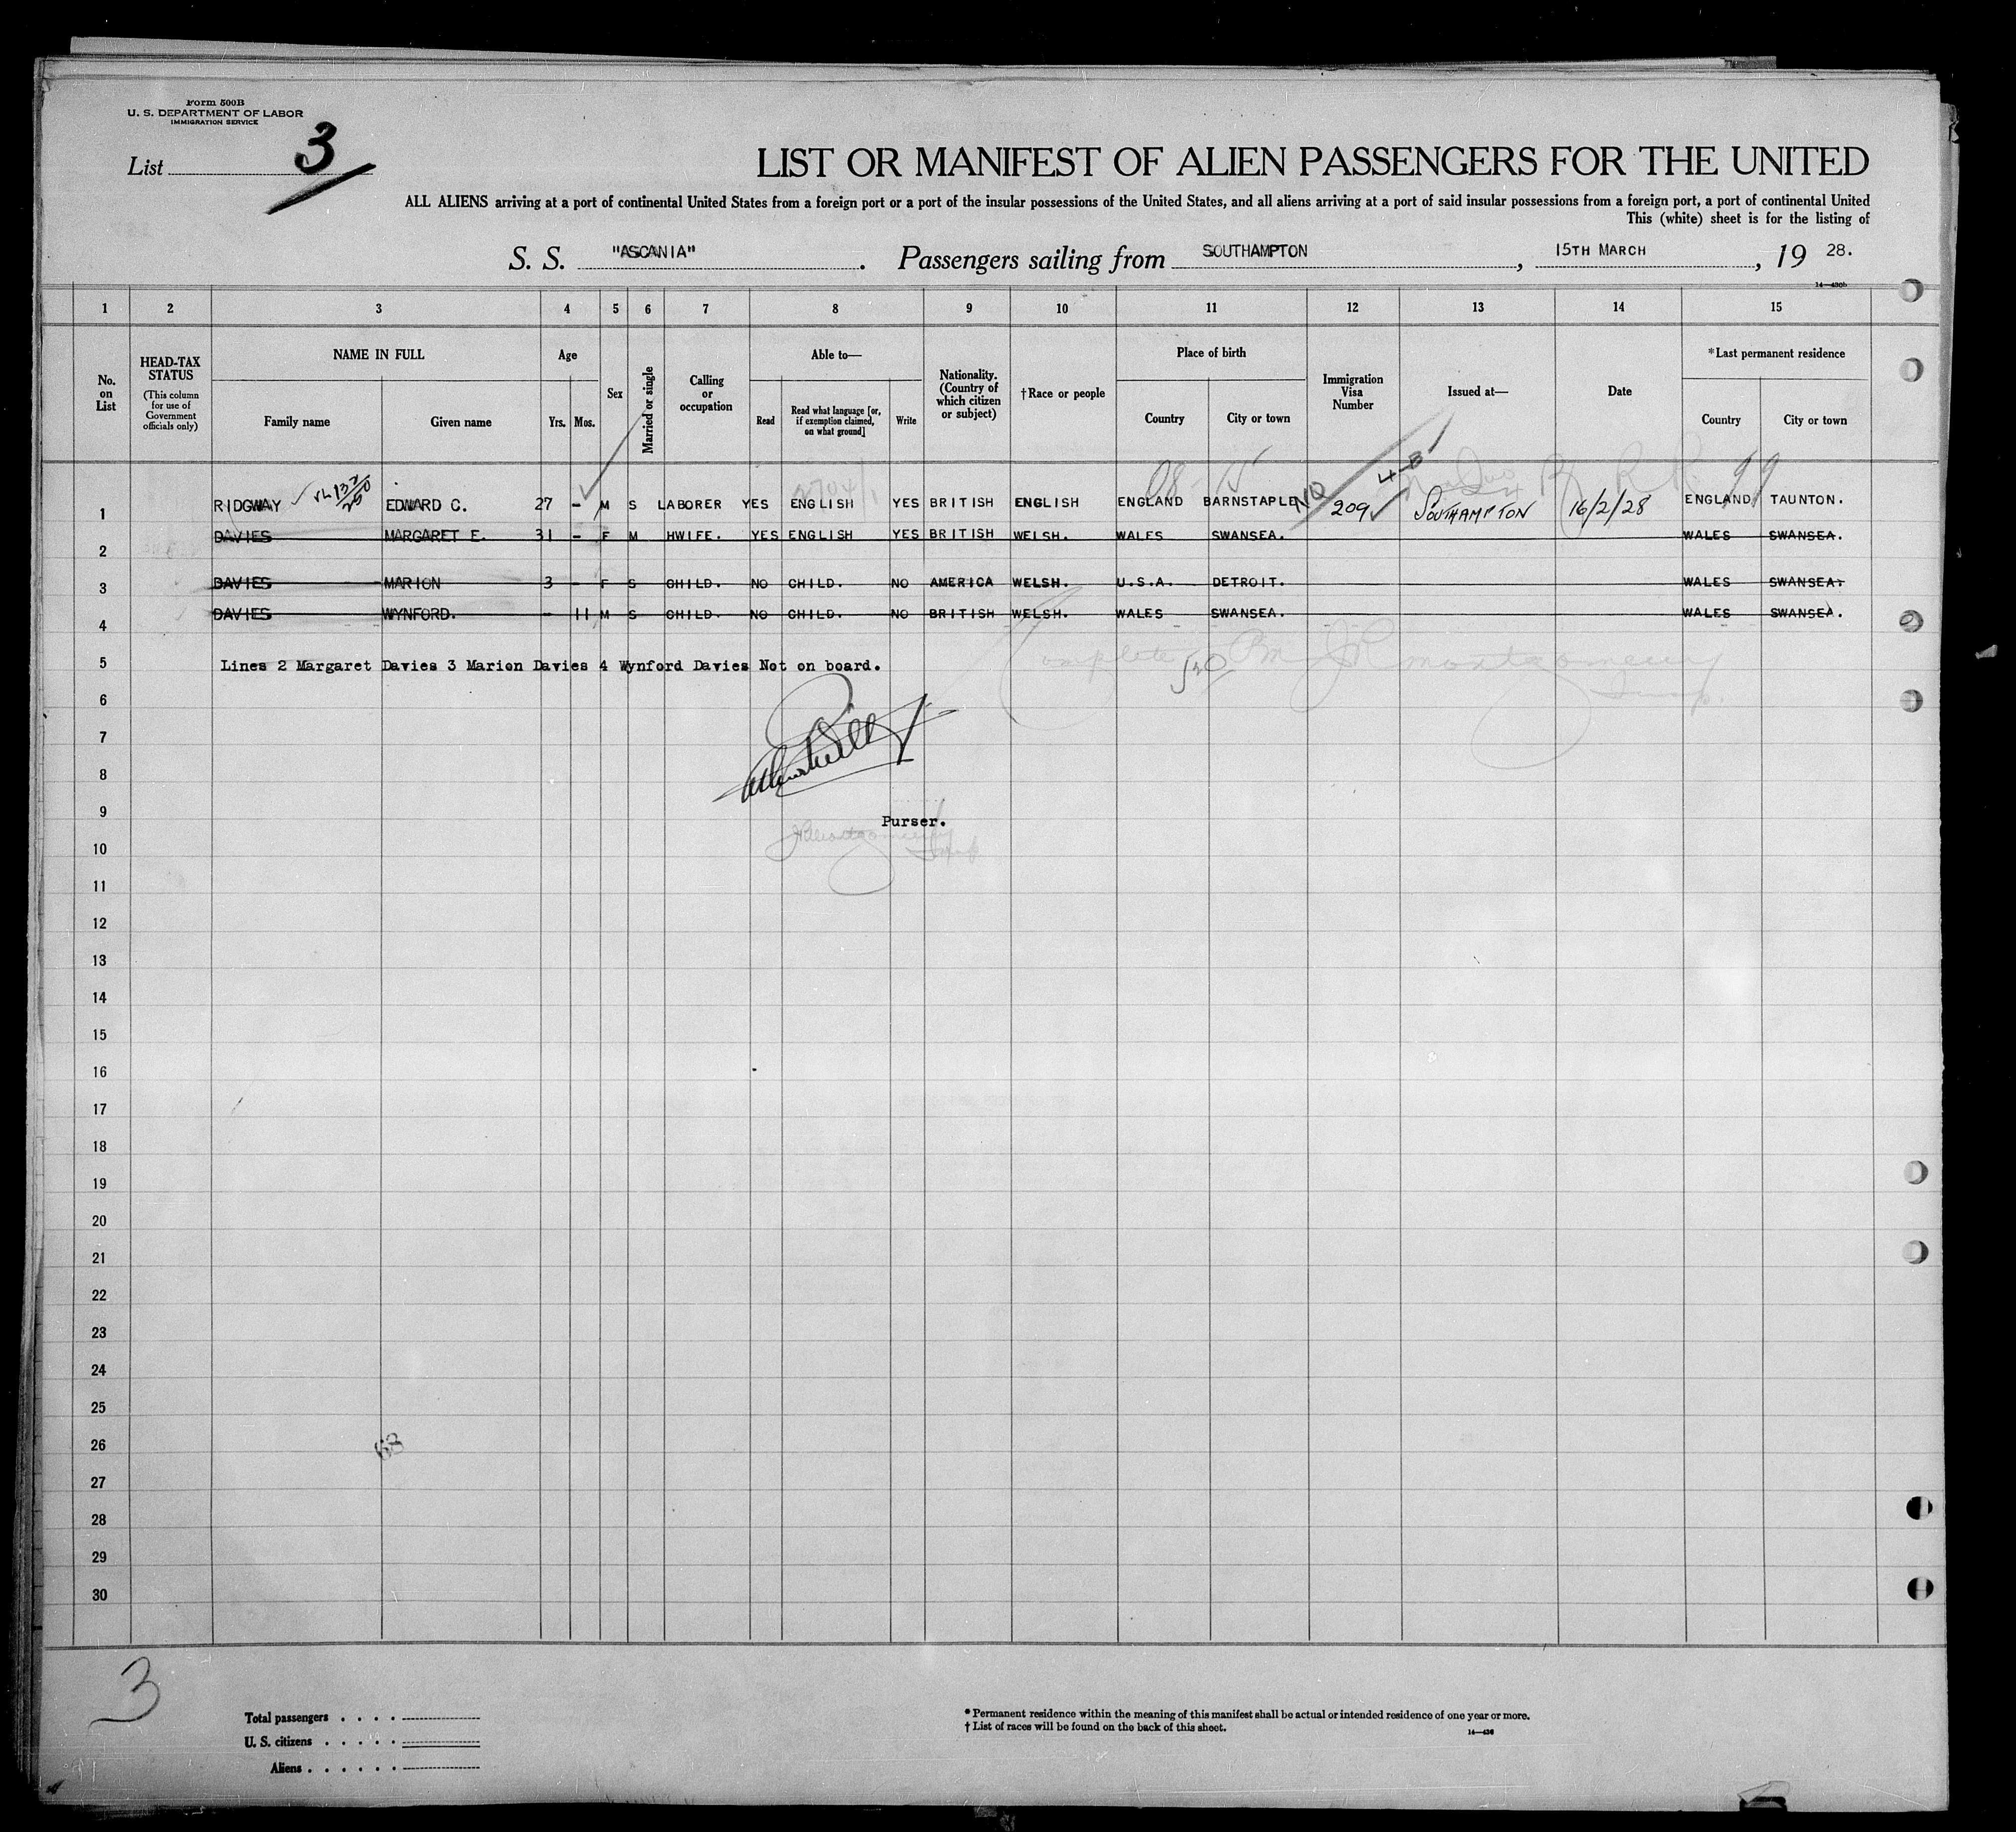 Form 500B
U. S. DEPARTMENT OF LABOR
IMMIGRATION SERVICE
List 3
LIST OR MANIFEST OF ALIEN PASSENGERS FOR THE UNITED
ALL ALIENS arriving at a port of continental United States from a foreign port or a port of the insular possessions of the United States, and all aliens arriving at a port of said insular possessions from a foreign port, a port of continental United
This (white) sheet is for the listing of
S. S. "ASCANIA". Passengers sailing from SOUTHAMPTON, 15TH MARCH, 19 28.
14—430b
1 2 3 4 5 6 7 8 9 10 11 12 13 14 15
No. on List
HEAD-TAX STATUS (This column for use of Government officials only)
NAME IN FULL Family name Given name
Age Yrs. Mos.
Sex
Married or single
Calling or occupation
Able to— Read Read what language [or, if exemption claimed, on what ground] Write
Nationality. (Country of which citizen or subject)
†Race or people
Place of birth Country City or town
Immigration Visa Number
Issued at—
Date
*Last permanent residence Country City or town
08-15 NQ 4-B 99
1 RIDGWAY EDWARD C. 27 - M S LABORER YES ENGLISH YES BRITISH ENGLISH ENGLAND BARNSTAPLE 209 SOUTHAMPTON 16/2/28 ENGLAND TAUNTON.
2 DAVIES MARGARET E. 31 - F M HWIFE. YES ENGLISH YES BRITISH WELSH. WALES SWANSEA. WALES SWANSEA.
3 DAVIES MARION 3 - F S CHILD. NO CHILD. NO AMERICA WELSH. U.S.A. DETROIT. WALES SWANSEA.
4 DAVIES WYNFORD. - 11 M S CHILD. NO CHILD. NO BRITISH WELSH. WALES SWANSEA. WALES SWANSEA.
5 Lines 2 Margaret Davies 3 Marion Davies 4 Wynford Davies Not on board.
Complete Montgomery
6
7
8
9 Purser.
Montgomery
10
11
12
13
14
15
16
17
18
19
20
21
22
23
24
25
26
27
28
29
30
3
Total passengers . . . .
U. S. citizens . . . . .
Aliens . . . . . .
* Permanent residence within the meaning of this manifest shall be actual or intended residence of one year or more.
† List of races will be found on the back of this sheet.